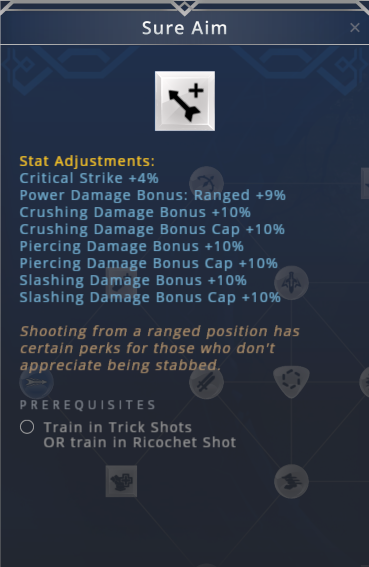 Sure Aim
Stat Adjustments:
Critical Strike +4%
Power Damage Bonus: Ranged +9%
Crushing Damage Bonus +10%
Crushing Damage Bonus Cap +10%
Piercing Damage Bonus +10%
Piercing Damage Bonus Cap +10%
Slashing Damage Bonus +10%
Slashing Damage Bonus Cap +10%
Shooting from a ranged position has
certain perks for those who don't
appreciate being stabbed.
PREREQUISITES
Train in Trick Shots
OR train in Ricochet Shot